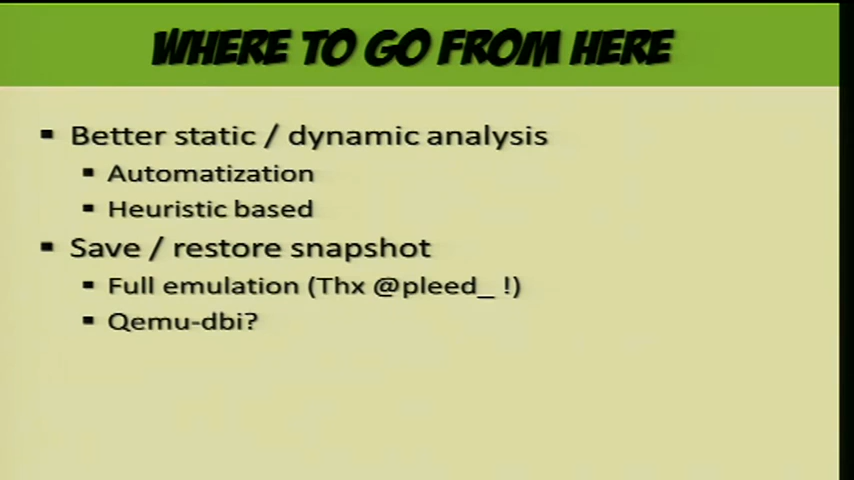 WHERE TO GO FROM HERE
Better static / dynamic analysis
Automatization
Heuristic based
Save / restore snapshot
Full emulation (Thx @pleed_ !)
Qemu-dbi?